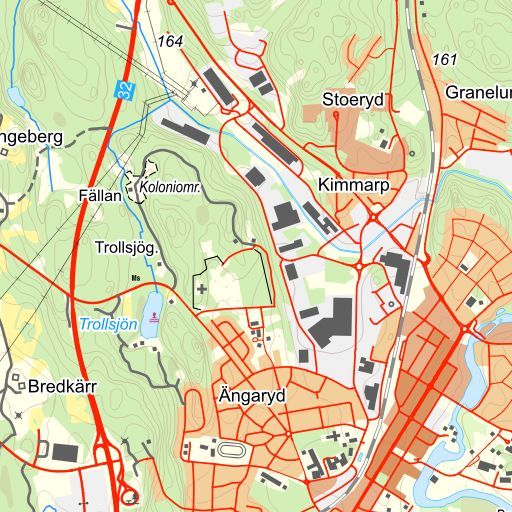 164
161
32
Stoeryd
Granelun
ngeberg
Koloniomr.
Kimmarp
Fällan
Trollsjög.
Ms
Trollsjön
Bredkärr
Ängaryd